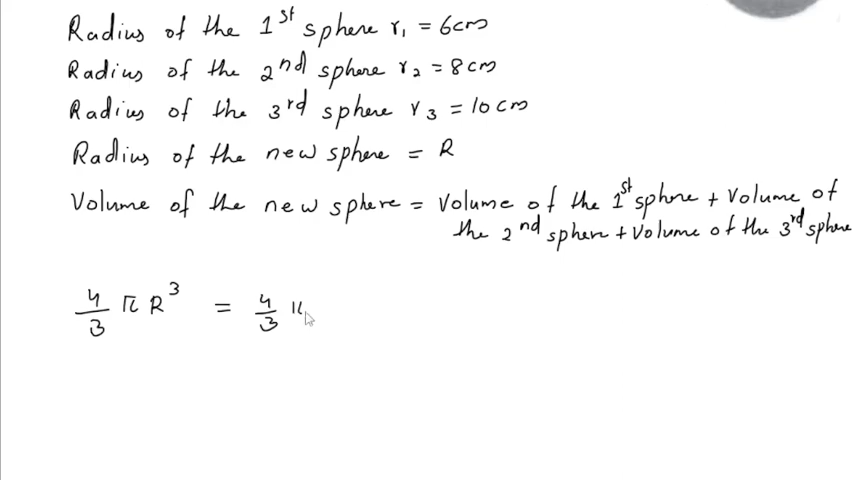 Radius of the 1st sphere r₁ = 6cm
Radius of the 2nd sphere r₂ = 8cm
Radius of the 3rd sphere r₃ = 10cm
Radius of the new sphere = R
Volume of the new sphere = Volume of the 1st sphere + Volume of
the 2nd sphere + Volume of the 3rd sphere
4/3 π R³ = 4/3 π